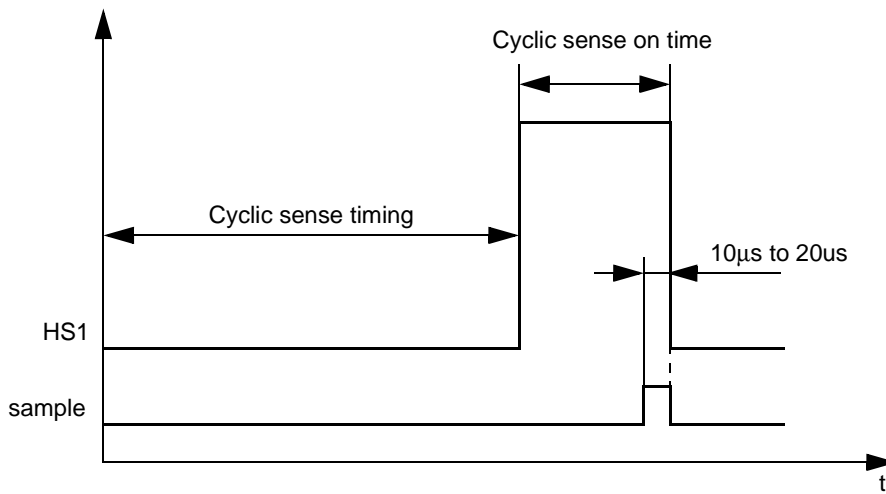 Cyclic sense on time
Cyclic sense timing
10μs to 20us
HS1
sample
t